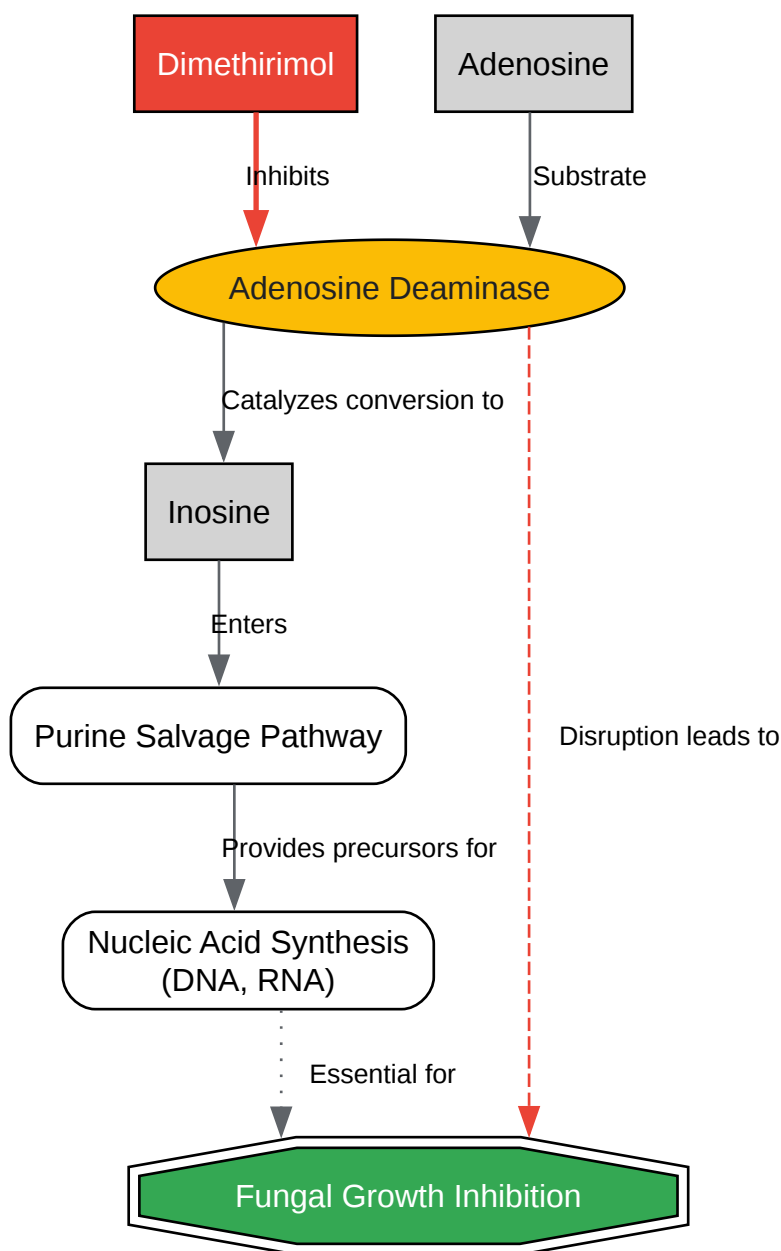 Dimethirimol
Adenosine
Inhibits
Substrate
Adenosine Deaminase
Catalyzes conversion to
Inosine
Enters
Purine Salvage Pathway
Disruption leads to
Provides precursors for
Nucleic Acid Synthesis
(DNA, RNA)
Essential for
Fungal Growth Inhibition